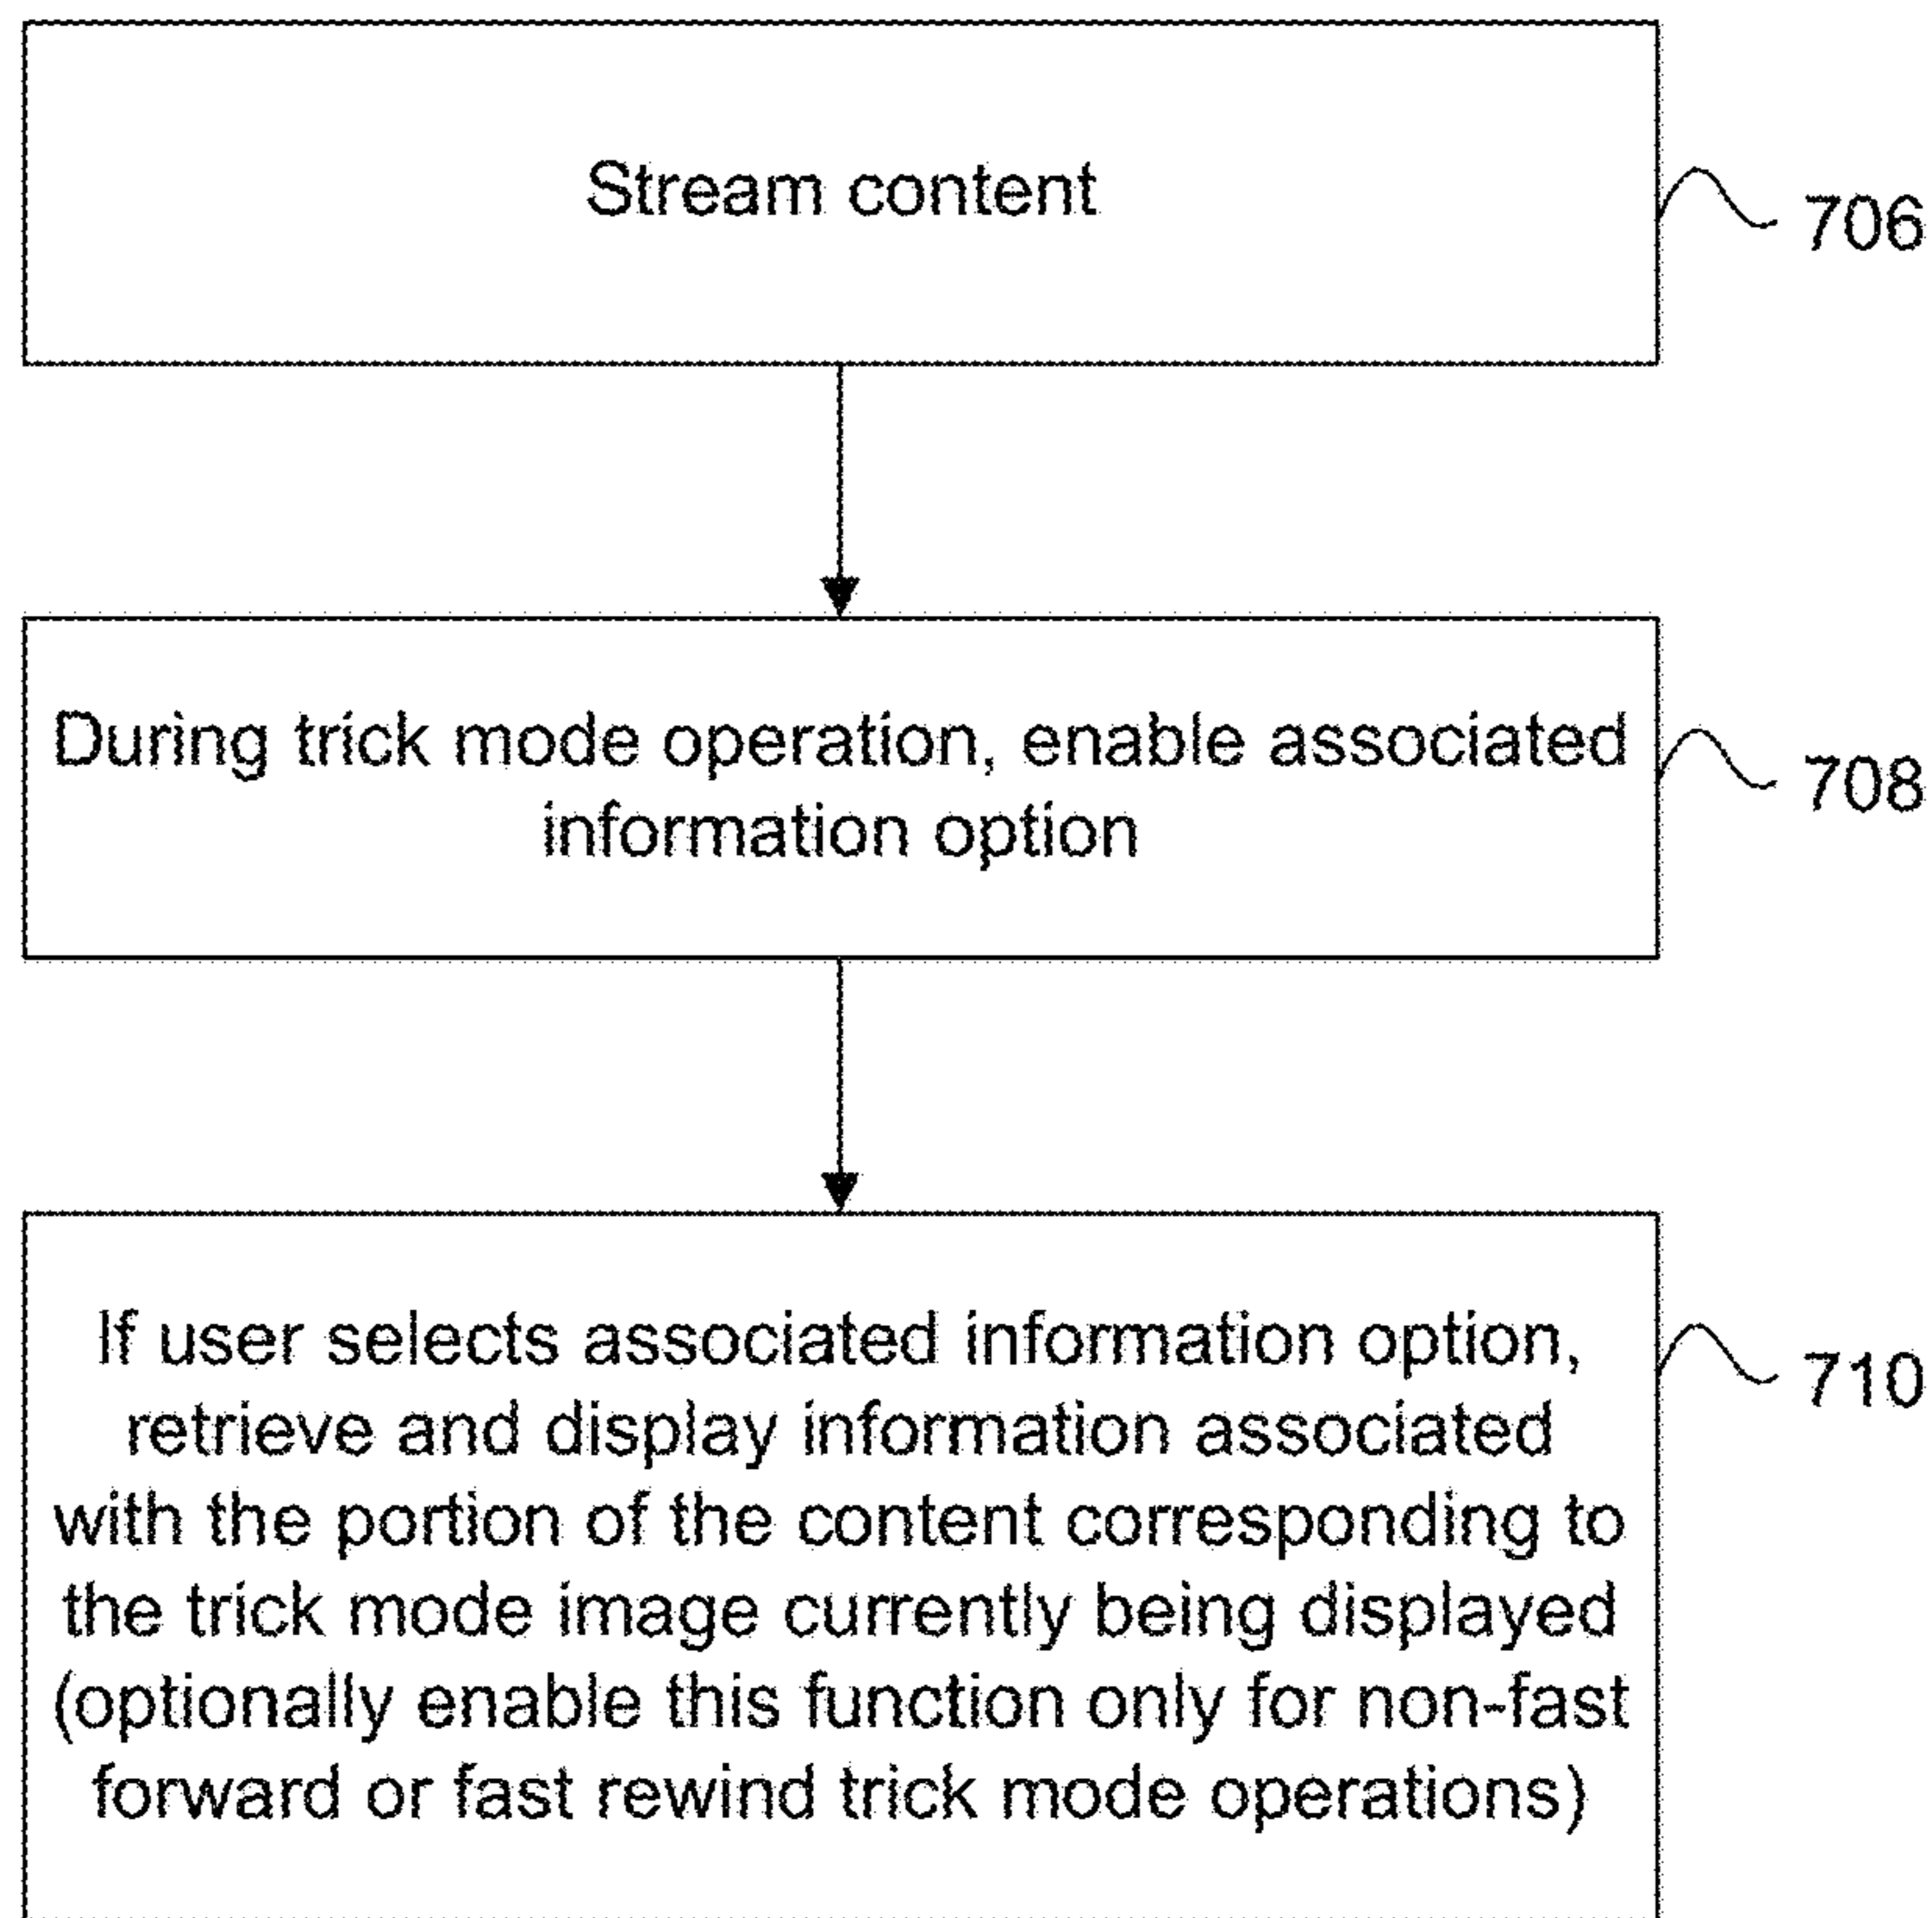 Stream content
706
During trick mode operation, enable associated
information option
708
If user selects associated information option,
retrieve and display information associated
with the portion of the content corresponding to
the trick mode image currently being displayed
(optionally enable this function only for non-fast
forward or fast rewind trick mode operations)
710